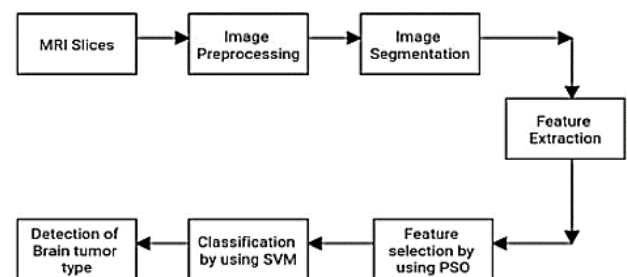 MRI Slices
Image
Preprocessing
Image
Segmentation
Feature
Extraction
Feature
selection by
using PSO
Classification
by using SVM
Detection of
Brain tumor
type